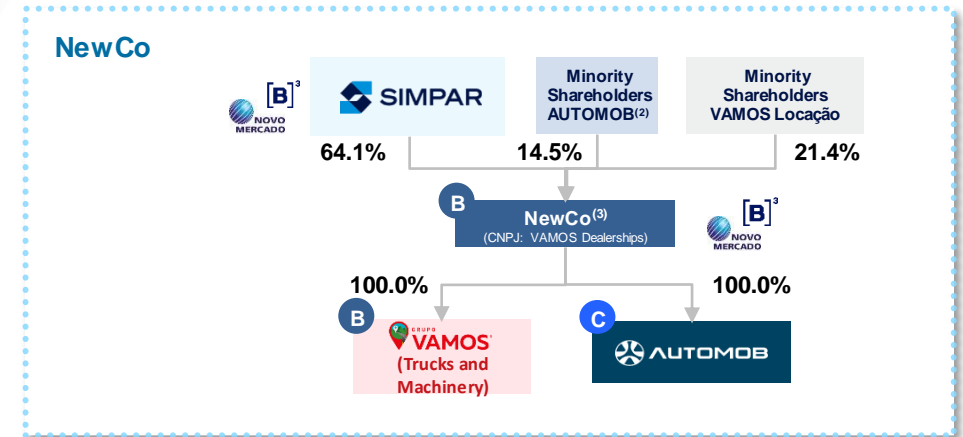 NewCo
[B]³
NOVO
MERCADO
SIMPAR
Minority
Shareholders
AUTOMOB(2)
Minority
Shareholders
VAMOS Locação
64.1%
14.5%
21.4%
B
NewCo(3)
(CNPJ: VAMOS Dealerships)
[B]³
NOVO
MERCADO
100.0%
100.0%
B
GRUPO
VAMOS
(Trucks and
Machinery)
C
AUTOMOB